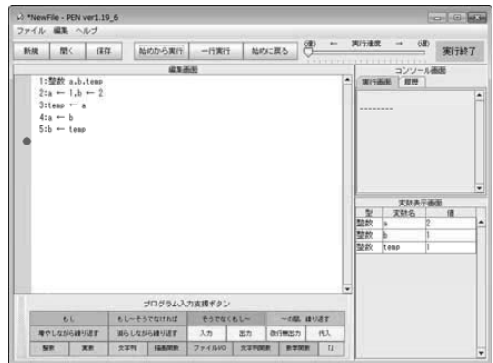 *NewFile - PEN ver1.19_6
ファイル 編集 ヘルプ
新規 開く 保存 始めから実行 一行実行 始めに戻る (遅) ← 実行速度 → (速) 実行終了
編集画面
1:整数 a,b,temp
2:a ← 1,b ← 2
3:temp ← a
4:a ← b
5:b ← temp
コンソール画面
実行画面 履歴
--------
変数表示画面
型 変数名 値
整数 a 2
整数 b 1
整数 temp 1
プログラム入力支援ボタン
もし もし~そうでなければ そうでなくもし~ ~の間，繰り返す
増やしながら繰り返す 減らしながら繰り返す 入力 出力 改行無出力 代入
整数 実数 文字列 描画関数 ファイルI/O 文字列関数 数学関数